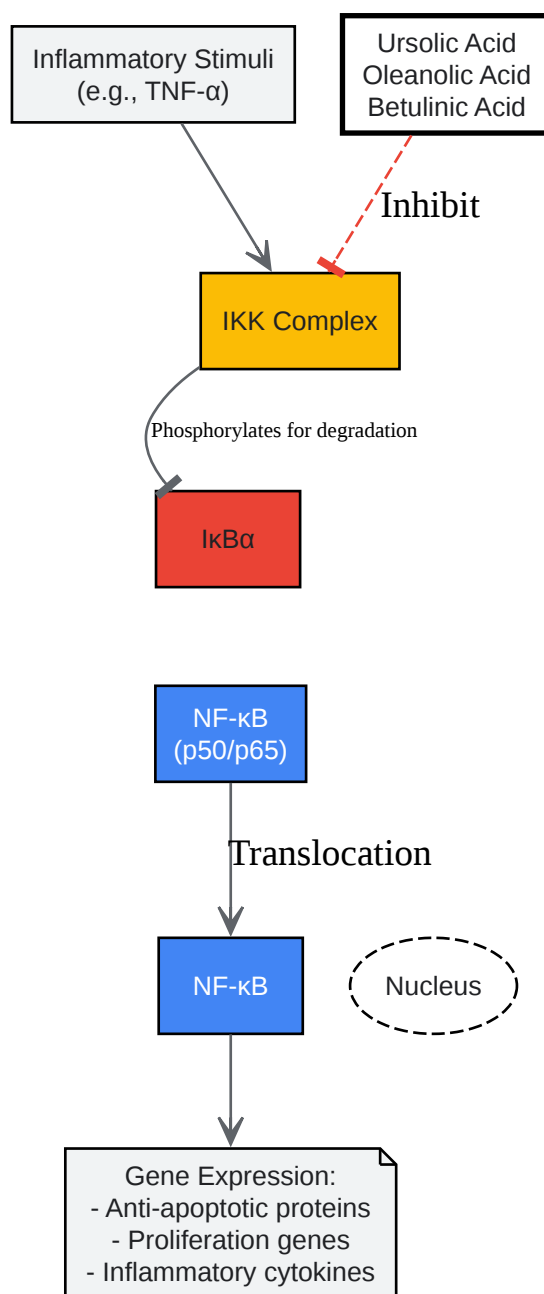 Inflammatory Stimuli
(e.g., TNF-α)
Ursolic Acid
Oleanolic Acid
Betulinic Acid
Inhibit
IKK Complex
Phosphorylates for degradation
IκBα
NF-κB
(p50/p65)
Translocation
NF-κB
Nucleus
Gene Expression:
- Anti-apoptotic proteins
- Proliferation genes
- Inflammatory cytokines